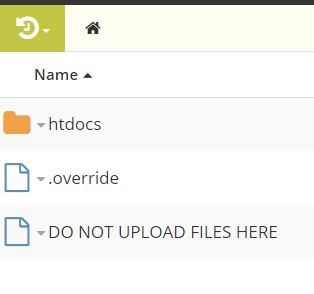 Name
htdocs
.override
DO NOT UPLOAD FILES HERE